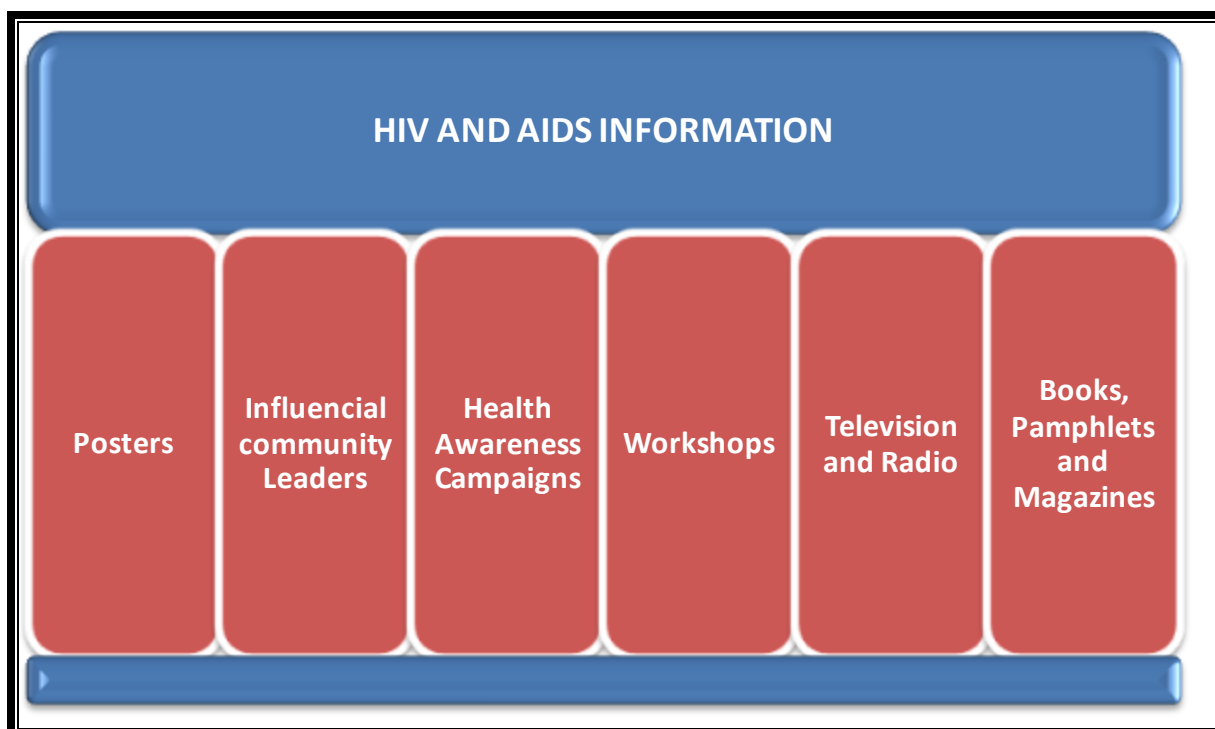 HIV AND AIDS INFORMATION
Posters
Influencial
community
Leaders
Health
Awareness
Campaigns
Workshops
Television
and Radio
Books,
Pamphlets
and
Magazines